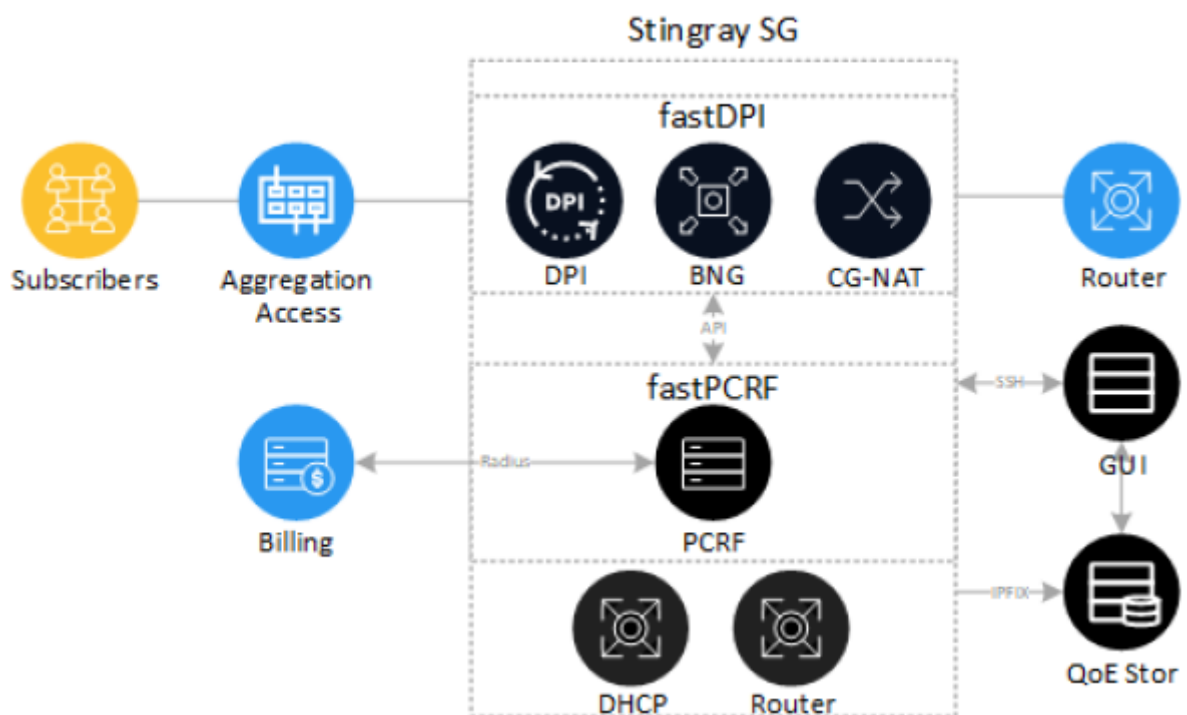 Stingray SG
fastDPI
DPI
Subscribers
Aggregation
Access
DPI
BNG
CG-NAT
Router
API
SSH
fastPCRF
GUI
Radius
Billing
PCRF
IPFIX
QoE Stor
DHCP
Router